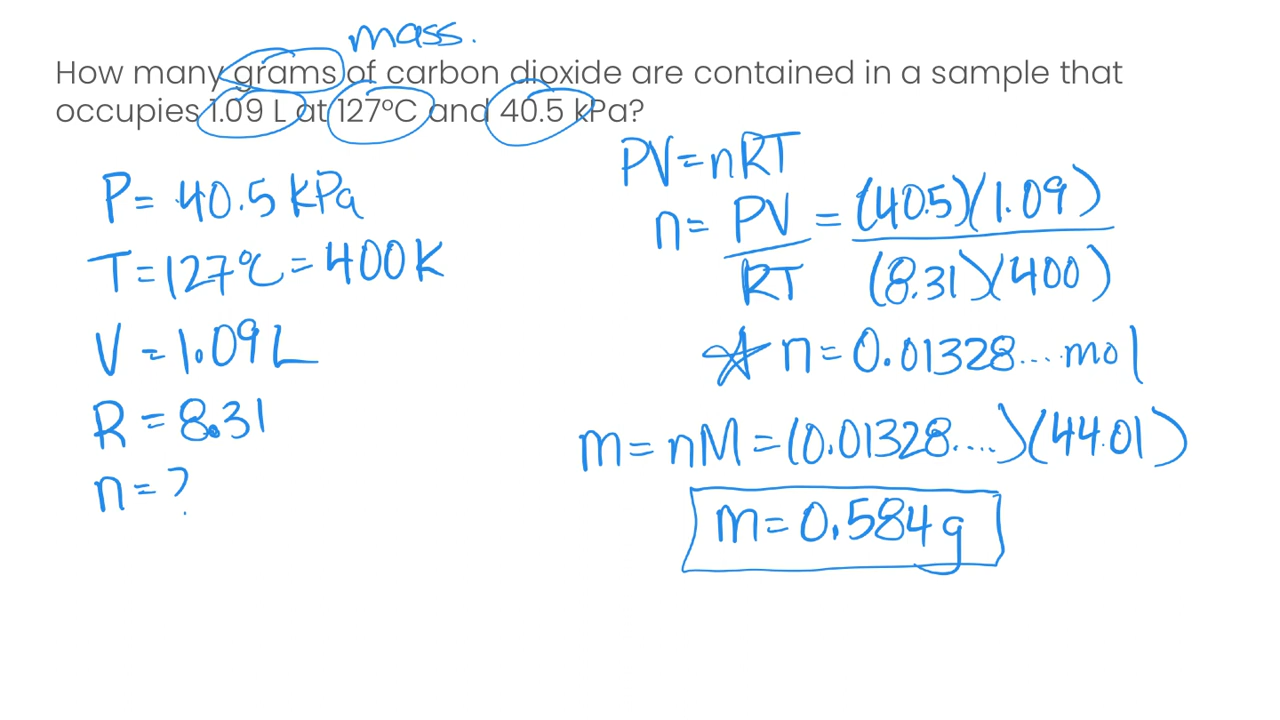 mass.
How many grams of carbon dioxide are contained in a sample that
occupies 1.09 L at 127°C and 40.5 kPa?
P = 40.5 kPa
T = 127°C = 400 K
V = 1.09 L
R = 8.31
n = ?
PV = nRT
n = PV/RT = (40.5)(1.09)/(8.31)(400)
☆ n = 0.01328... mol
m = nM = (0.01328....)(44.01)
m = 0.584 g